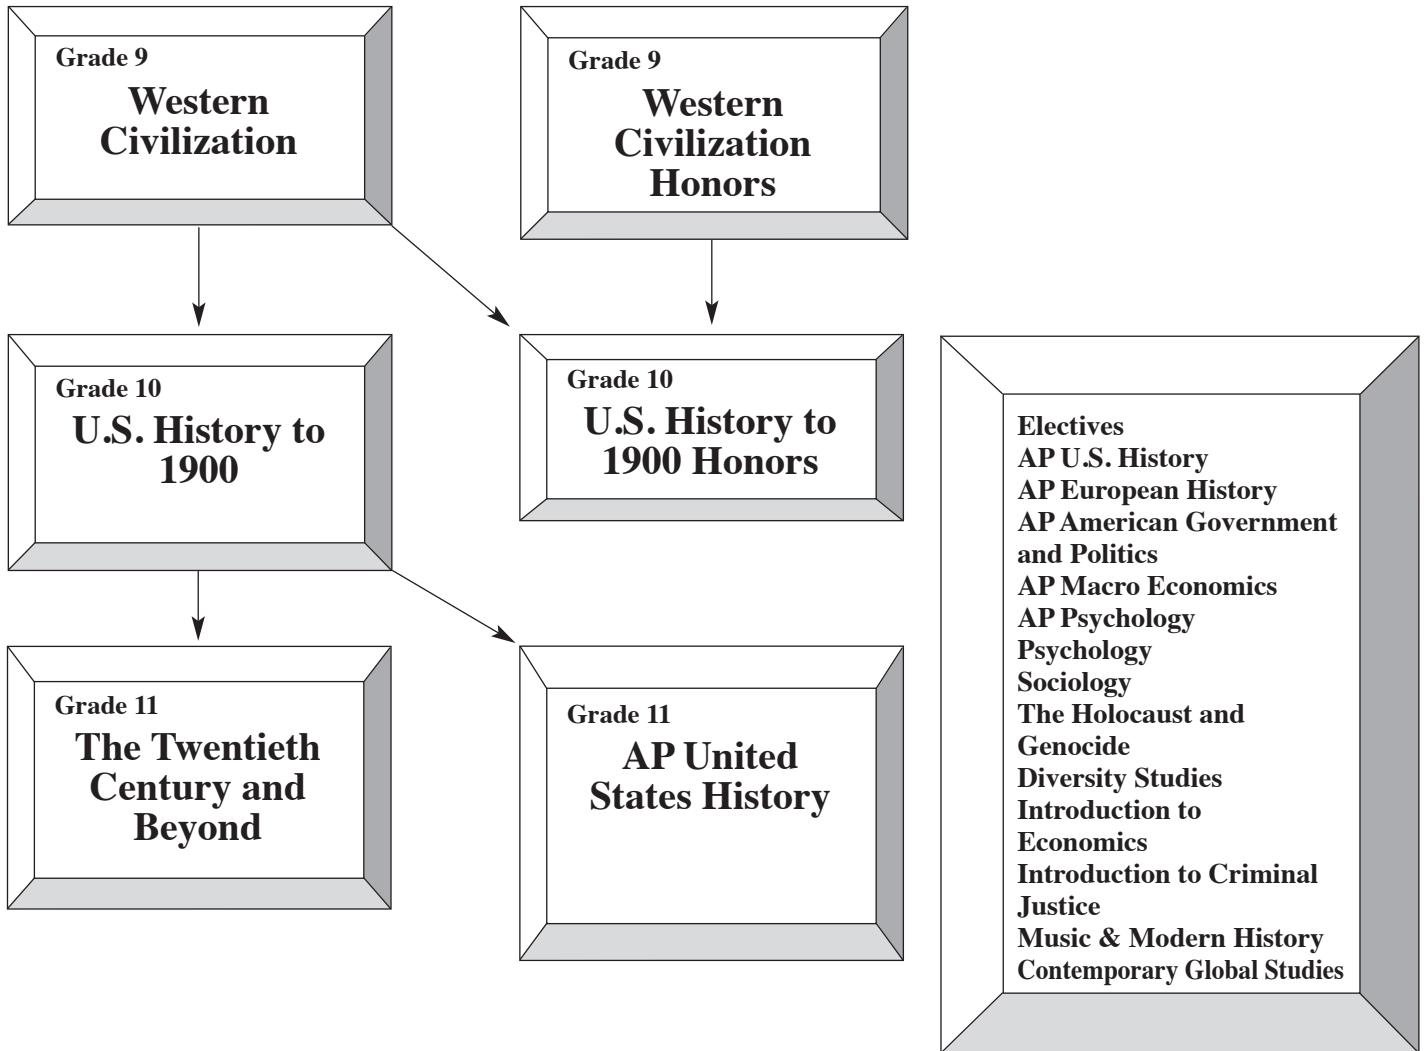 Grade 9
Western
Civilization
Grade 9
Western
Civilization
Honors
Grade 10
U.S. History to
1900
Grade 10
U.S. History to
1900 Honors
Grade 11
The Twentieth
Century and
Beyond
Grade 11
AP United
States History
Electives
AP U.S. History
AP European History
AP American Government
and Politics
AP Macro Economics
AP Psychology
Psychology
Sociology
The Holocaust and
Genocide
Diversity Studies
Introduction to
Economics
Introduction to Criminal
Justice
Music & Modern History
Contemporary Global Studies